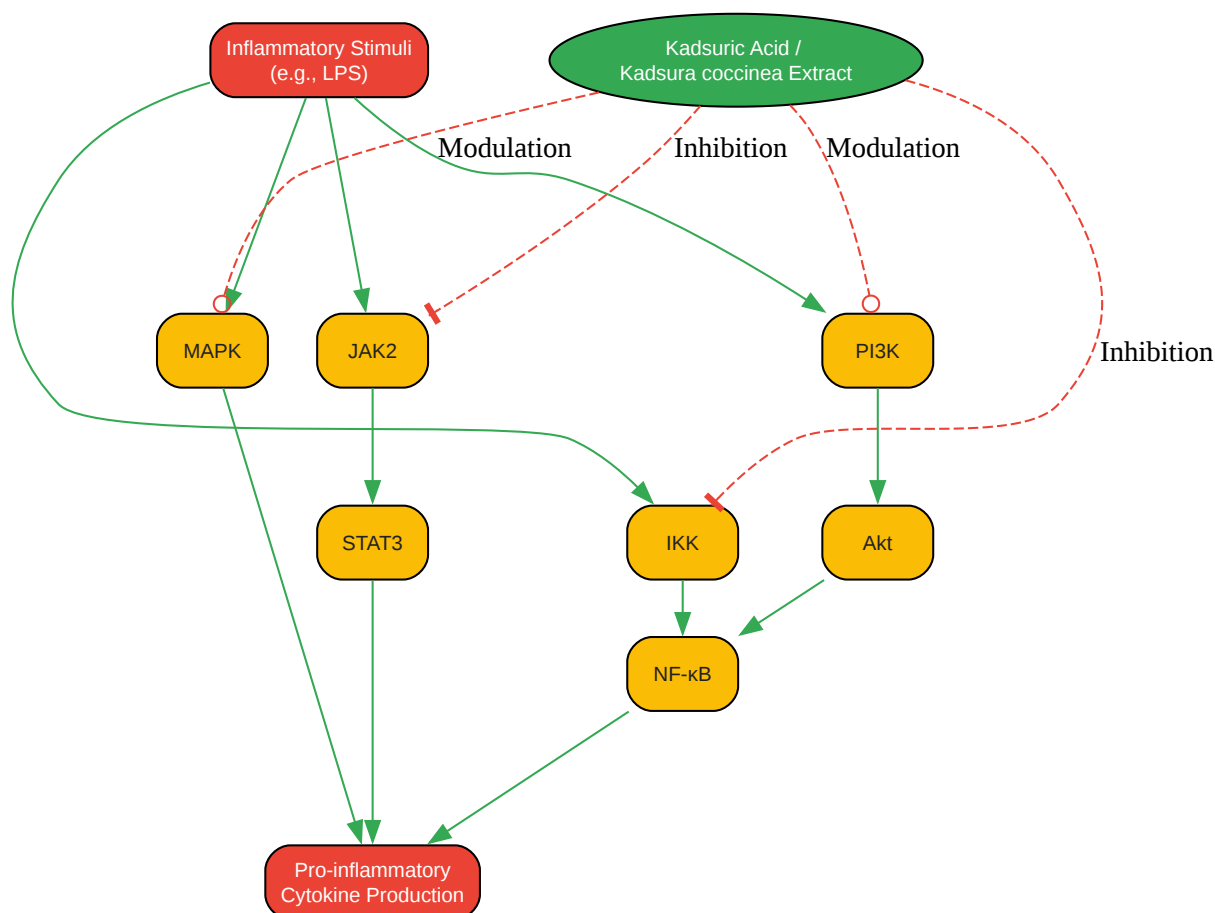 Inflammatory Stimuli
(e.g., LPS)
Kadsuric Acid /
Kadsura coccinea Extract
Modulation
Inhibition
Modulation
MAPK
JAK2
PI3K
Inhibition
STAT3
IKK
Akt
NF-κB
Pro-inflammatory
Cytokine Production